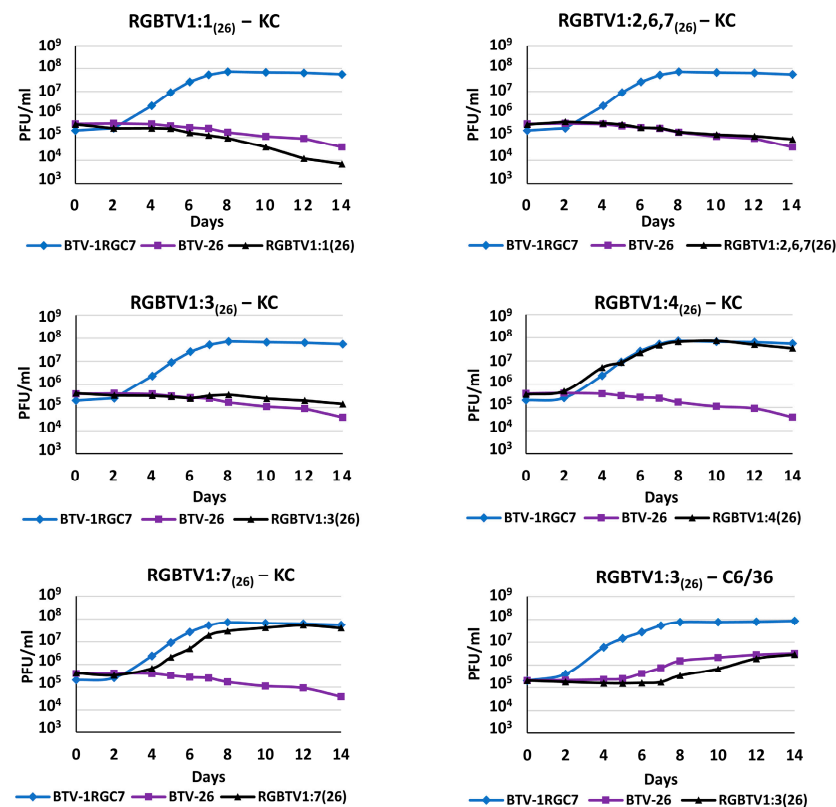 RGBTV1:1(26) – KC
PFU/ml
10⁹
10⁸
10⁷
10⁶
10⁵
10⁴
10³
0 2 4 6 8 10 12 14
Days
BTV-1RGC7 BTV-26 RGBTV1:1(26)
RGBTV1:2,6,7(26) – KC
PFU/ml
10⁹
10⁸
10⁷
10⁶
10⁵
10⁴
10³
0 2 4 6 8 10 12 14
Days
BTV-1RGC7 BTV-26 RGBTV1:2,6,7(26)
RGBTV1:3(26) – KC
PFU/ml
10⁹
10⁸
10⁷
10⁶
10⁵
10⁴
10³
0 2 4 6 8 10 12 14
Days
BTV-1RGC7 BTV-26 RGBTV1:3(26)
RGBTV1:4(26) – KC
PFU/ml
10⁹
10⁸
10⁷
10⁶
10⁵
10⁴
10³
0 2 4 6 8 10 12 14
Days
BTV-1RGC7 BTV-26 RGBTV1:4(26)
RGBTV1:7(26) – KC
PFU/ml
10⁹
10⁸
10⁷
10⁶
10⁵
10⁴
10³
0 2 4 6 8 10 12 14
Days
BTV-1RGC7 BTV-26 RGBTV1:7(26)
RGBTV1:3(26) – C6/36
PFU/ml
10⁹
10⁸
10⁷
10⁶
10⁵
10⁴
10³
0 2 4 6 8 10 12 14
Days
BTV-1RGC7 BTV-26 RGBTV1:3(26)